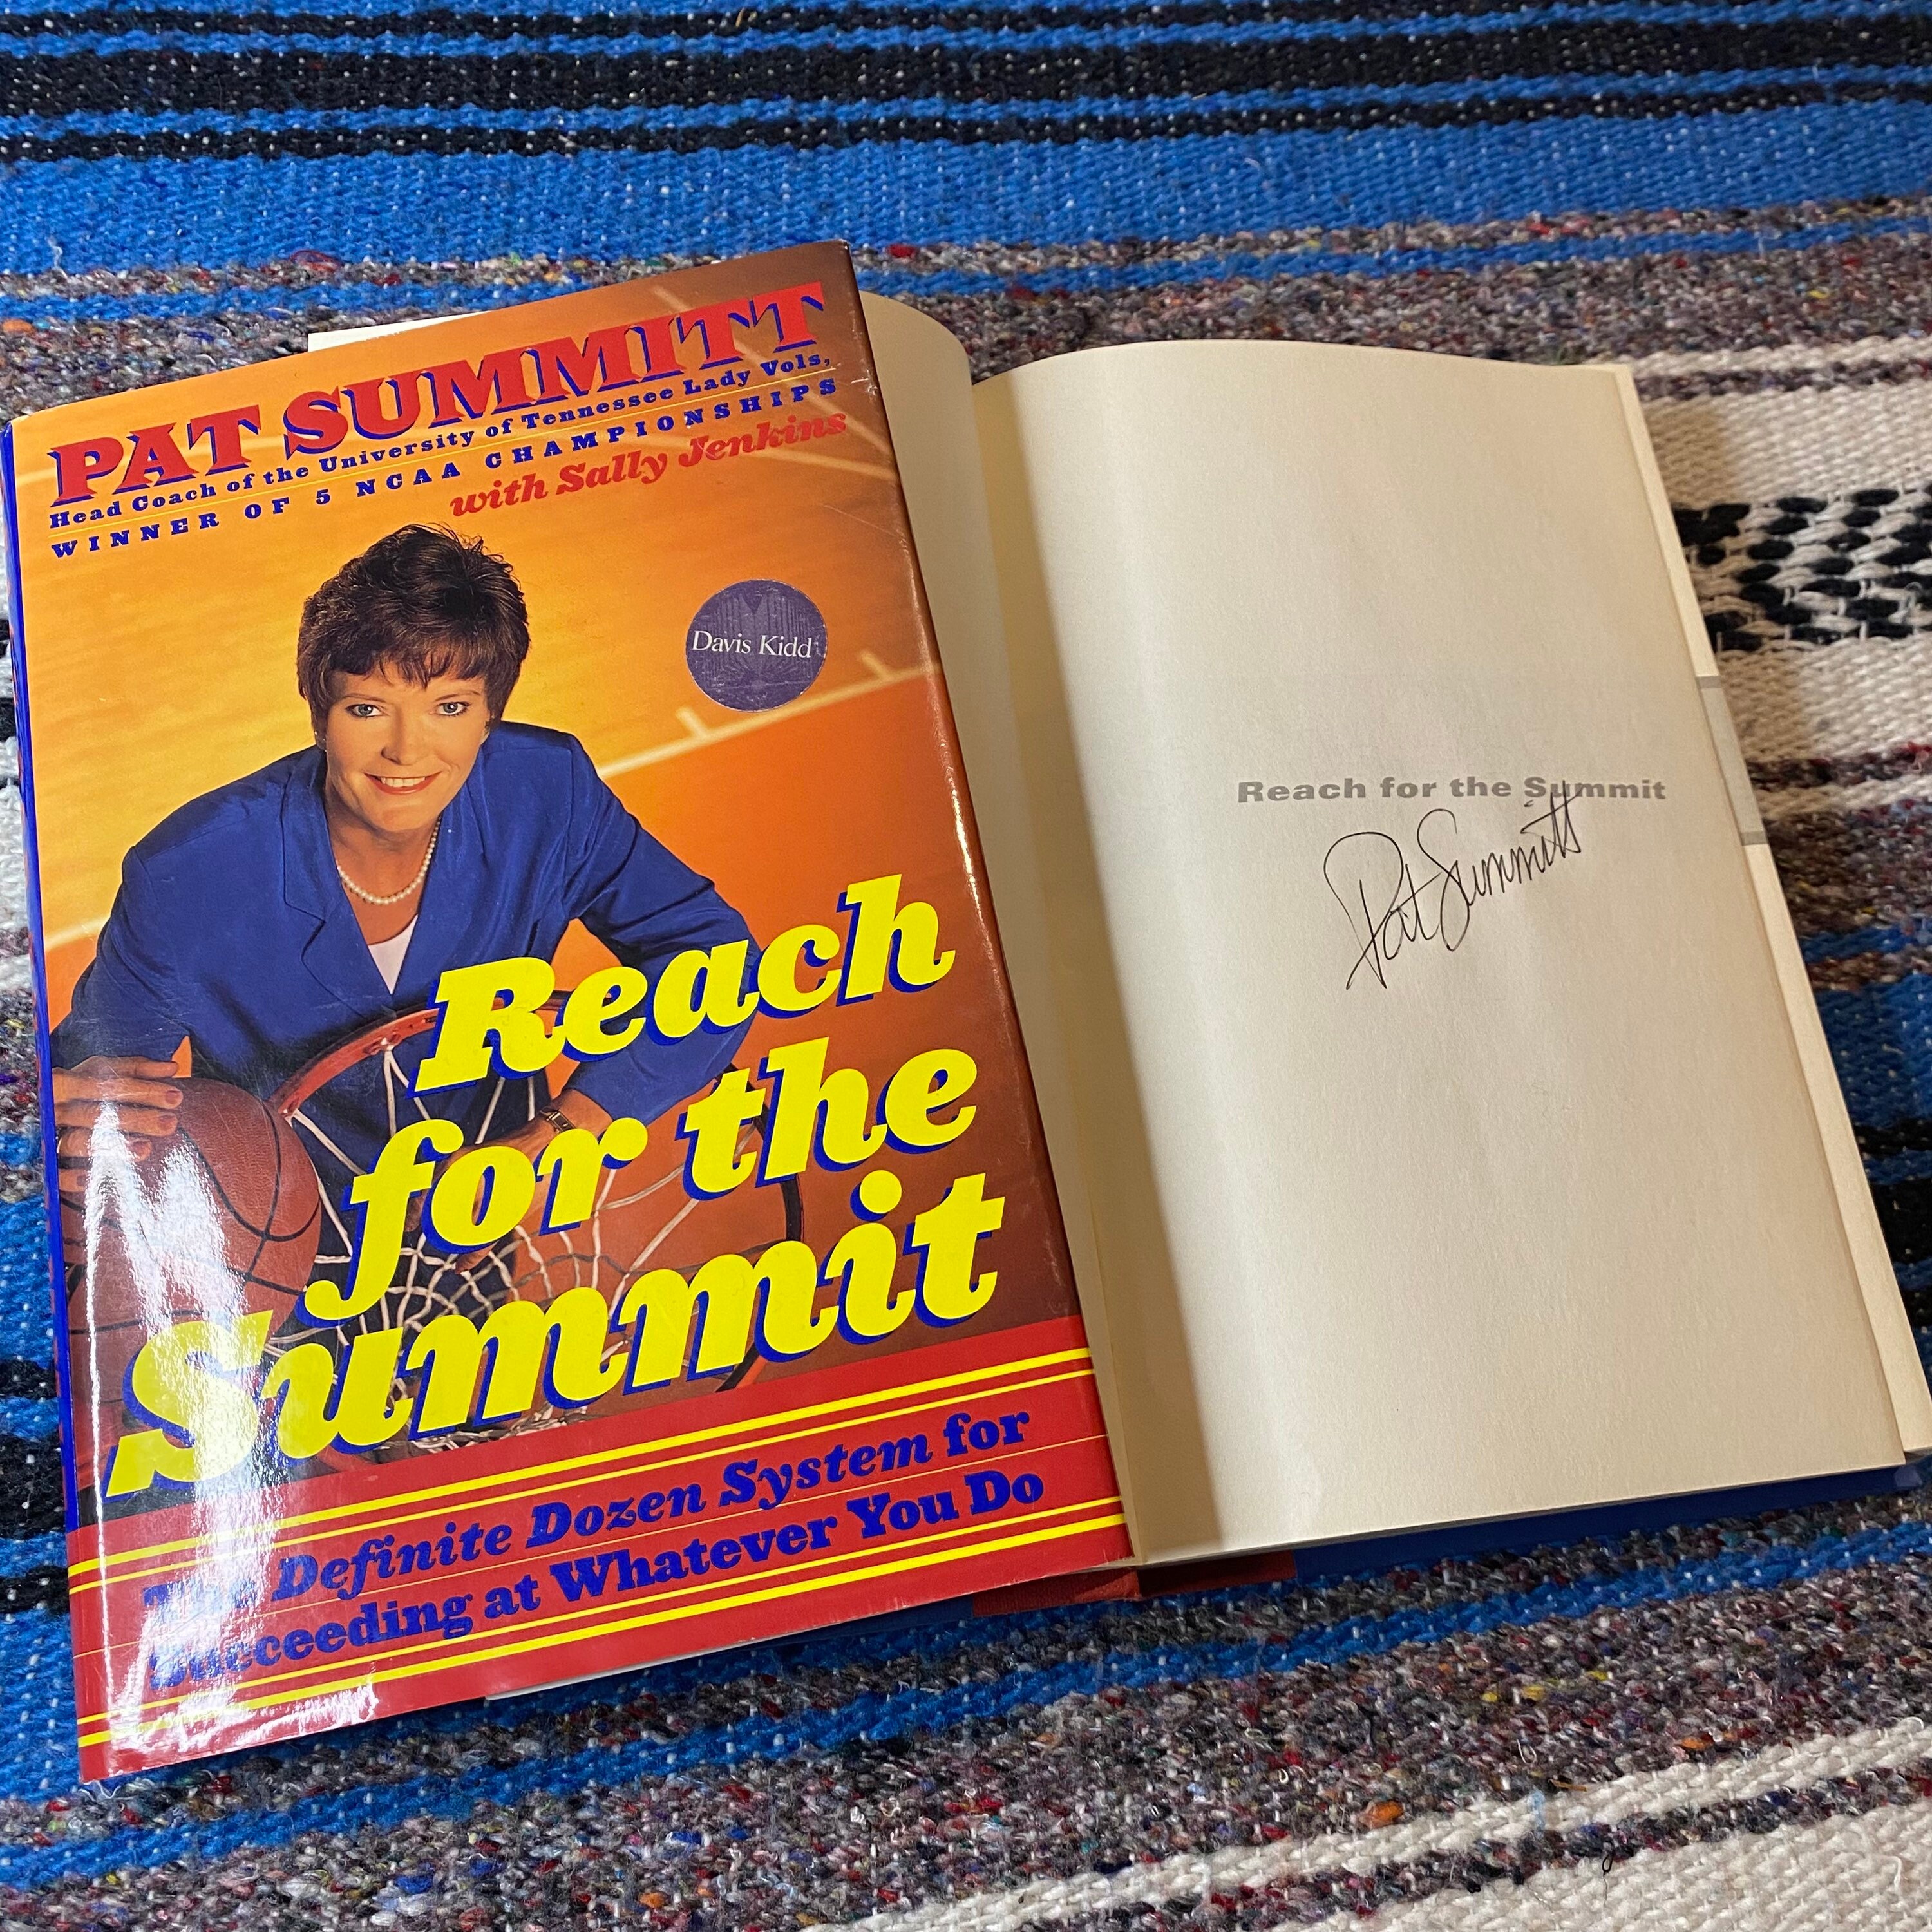 PAT SUMMITT
Head Coach of the University of Tennessee Lady Vols,
WINNER OF 5 NCAA CHAMPIONSHIPS
with Sally Jenkins
Davis Kidd
Reach
for the
Summit
The Definite Dozen System for
Succeeding at Whatever You Do
Reach for the Summit
Pat Summitt